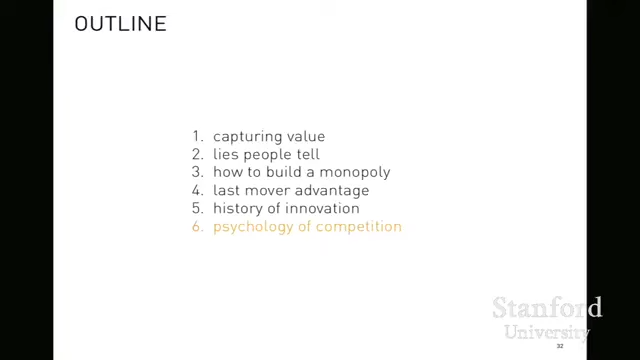 OUTLINE
1. capturing value
2. lies people tell
3. how to build a monopoly
4. last mover advantage
5. history of innovation
6. psychology of competition
Stanford
University
32